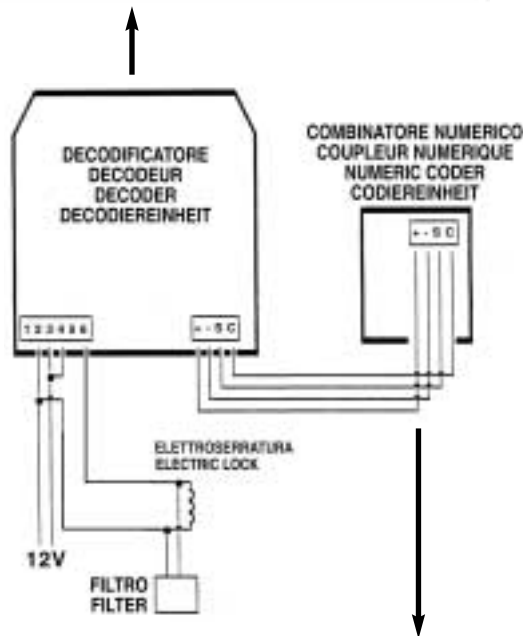 DECODIFICATORE
DECODEUR
DECODER
DECODIEREINHEIT
COMBINATORE NUMERICO
COUPLEUR NUMERIQUE
NUMERIC CODER
CODIEREINHEIT
+ - S C
1 2 3 4 5 6
+ - S C
ELETTROSERRATURA
ELECTRIC LOCK
12V
FILTRO
FILTER